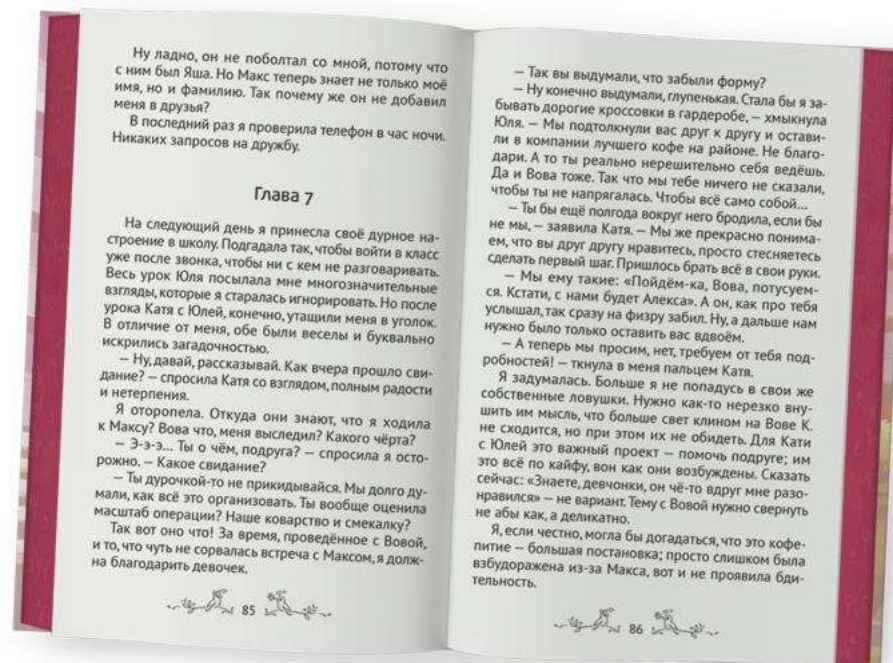 Ну ладно, он не поболтал со мной, потому что
с ним был Яша. Но Макс теперь знает не только моё
имя, но и фамилию. Так почему же он не добавил
меня в друзья?
В последний раз я проверила телефон в час ночи.
Никаких запросов на дружбу.
Глава 7
На следующий день я принесла своё дурное на-
строение в школу. Подгадала так, чтобы войти в класс
уже после звонка, чтобы ни с кем не разговаривать.
Весь урок Юля посылала мне многозначительные
взгляды, которые я старалась игнорировать. Но после
урока Катя с Юлей, конечно, утащили меня в уголок.
В отличие от меня, обе были веселы и буквально
искрились загадочностью.
— Ну, давай, рассказывай. Как вчера прошло сви-
дание? — спросила Катя со взглядом, полным радости
и нетерпения.
Я оторопела. Откуда они знают, что я ходила
к Максу? Вова что, меня выследил? Какого чёрта?
— Э-з-э... Ты о чём, подруга? — спросила я осто-
рожно. — Какое свидание?
— Ты дурочкой-то не прикидывайся. Мы долго ду-
мали, как всё это организовать. Ты вообще оценила
масштаб операции? Наше коварство и смекалку?
Так вот оно что! За время, проведённое с Вовой,
и то, что чуть не сорвалась встреча с Максом, я долж-
на благодарить девочек.
85
— Так вы выдумали, что забыли форму?
— Ну конечно выдумали, глупенькая. Стала бы я за-
бывать дорогие кроссовки в гардеробе, — хмыкнула
Юля. — Мы подтолкнули вас друг к другу и остави-
ли в компании лучшего кофе на районе. Не благо-
дари. А то ты реально нерешительно себя ведёшь.
Да и Вова тоже. Так что мы тебе ничего не сказали,
чтобы ты не напрягалась. Чтобы всё само собой...
— Ты бы ещё полгода вокруг него бродила, если бы
не мы, — заявила Катя. — Мы же прекрасно понима-
ем, что вы друг другу нравитесь, просто стесняетесь
сделать первый шаг. Пришлось брать всё в свои руки.
— Мы ему такие: «Пойдём-ка, Вова, потусуем-
ся. Кстати, с нами будет Алекса». А он, как про тебя
услышал, так сразу на физру забил. Ну, а дальше нам
нужно было только оставить вас вдвоём.
— А теперь мы просим, нет, требуем от тебя под-
робностей! — ткнула в меня пальцем Катя.
Я задумалась. Больше я не попадусь в свои же
собственные ловушки. Нужно как-то нерезко вну-
шить им мысль, что больше свет клином на Вове К.
не сходится, но при этом их не обидеть. Для Кати
с Юлей это важный проект — помочь подруге; им
это всё по кайфу, вон как они возбуждены. Сказать
сейчас: «Знаете, девчонки, он чё-то вдруг мне разо-
нравился» — не вариант. Тему с Вовой нужно свернуть
не абы как, а деликатно.
Я, если честно, могла бы догадаться, что это кофе-
питие — большая постановка; просто слишком была
взбудоражена из-за Макса, вот и не проявила бди-
тельность.
86